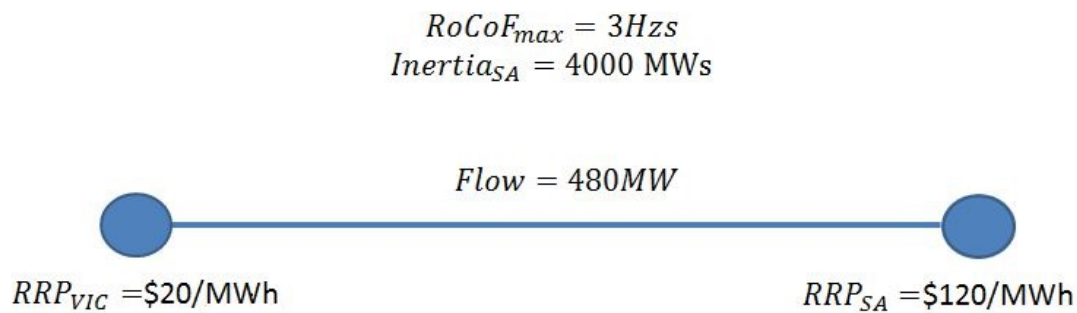 RoCoF_max = 3Hzs
Inertia_SA = 4000 MWs
Flow = 480MW
RRP_VIC =$20/MWh
RRP_SA =$120/MWh